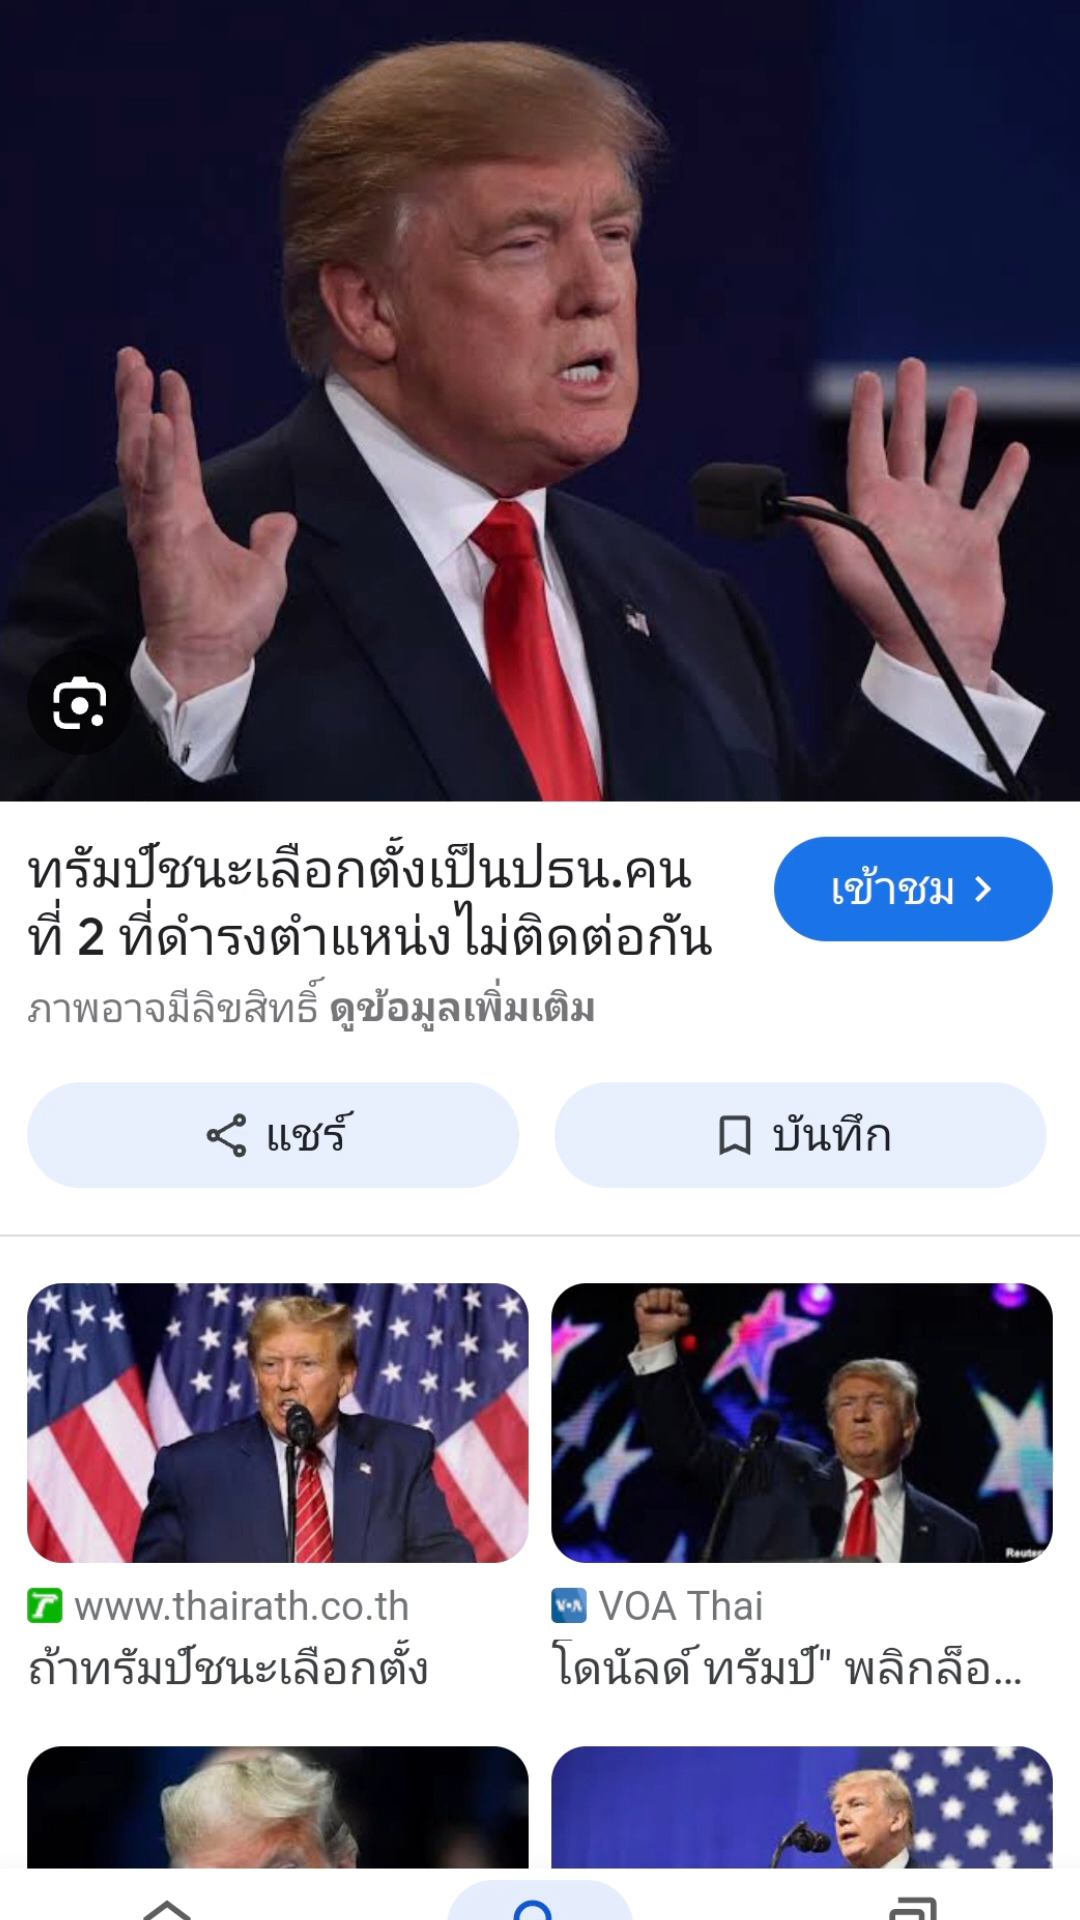 ทรัมป์ชนะเลือกตั้งเป็นปธน.คน
ที่ 2 ที่ดำรงตำแหน่งไม่ติดต่อกัน
เข้าชม
ภาพอาจมีลิขสิทธิ์ ดูข้อมูลเพิ่มเติม
แชร์
บันทึก
www.thairath.co.th
ถ้าทรัมป์ชนะเลือกตั้ง
Reuters
VOA
VOA Thai
โดนัลด์ ทรัมป์" พลิกล็อ...